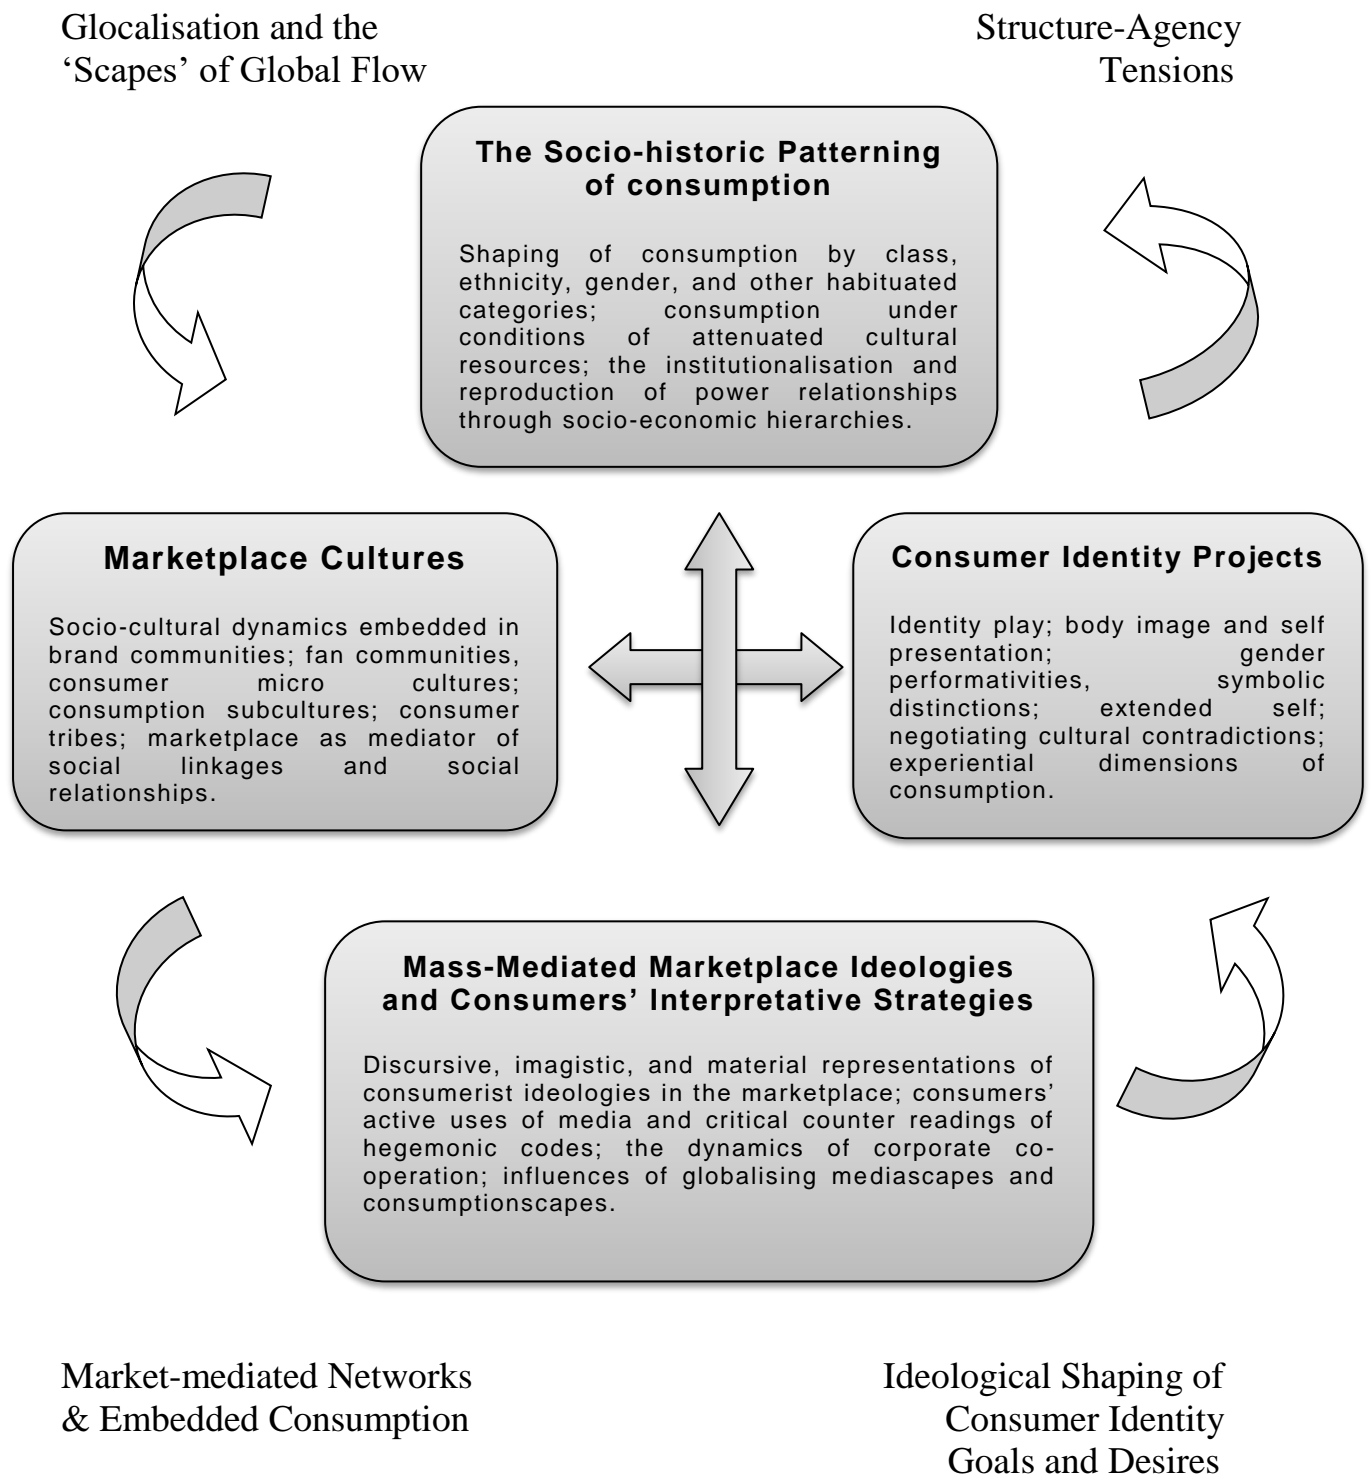 Glocalisation and the
‘Scapes’ of Global Flow
Structure-Agency
Tensions
The Socio-historic Patterning
of consumption
Shaping of consumption by class,
ethnicity, gender, and other habituated
categories; consumption under
conditions of attenuated cultural
resources; the institutionalisation and
reproduction of power relationships
through socio-economic hierarchies.
Marketplace Cultures
Socio-cultural dynamics embedded in
brand communities; fan communities,
consumer micro cultures;
consumption subcultures; consumer
tribes; marketplace as mediator of
social linkages and social
relationships.
Consumer Identity Projects
Identity play; body image and self
presentation; gender
performativities, symbolic
distinctions; extended self;
negotiating cultural contradictions;
experiential dimensions of
consumption.
Mass-Mediated Marketplace Ideologies
and Consumers’ Interpretative Strategies
Discursive, imagistic, and material representations of
consumerist ideologies in the marketplace; consumers’
active uses of media and critical counter readings of
hegemonic codes; the dynamics of corporate co-
operation; influences of globalising mediascapes and
consumptionscapes.
Market-mediated Networks
& Embedded Consumption
Ideological Shaping of
Consumer Identity
Goals and Desires